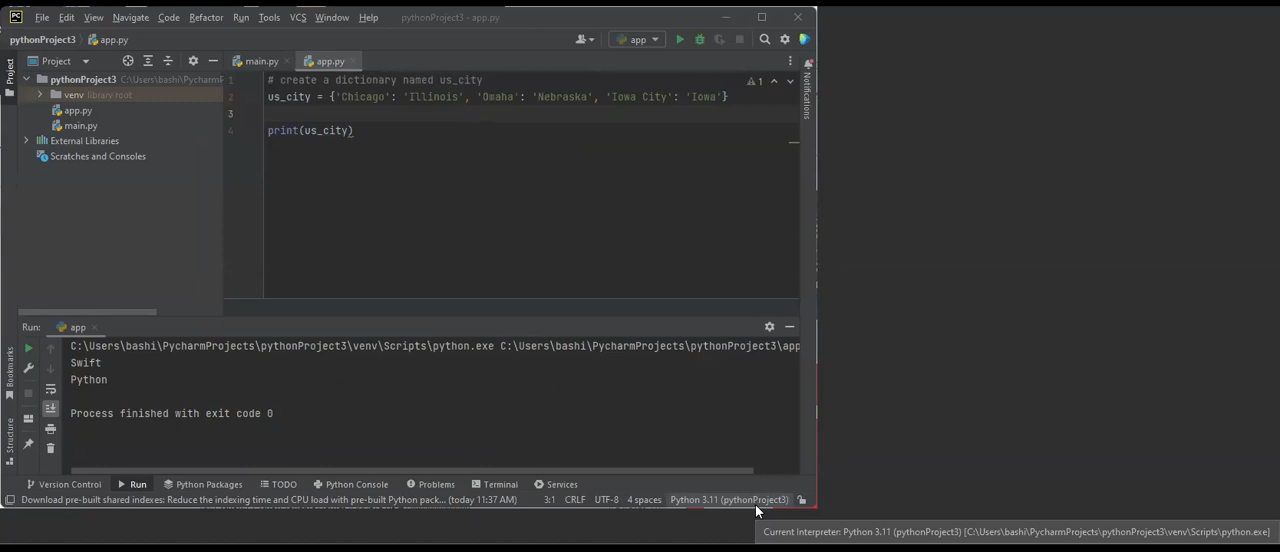 PC File Edit View Navigate Code Refactor Run Tools VCS Window Help pythonProject3 - app.py
pythonProject3 app.py app
Project main.py app.py
pythonProject3 C:\Users\bashi\PycharmP
venv library root
app.py
main.py
External Libraries
Scratches and Consoles
1 # create a dictionary named us_city
2 us_city = {'Chicago': 'Illinois', 'Omaha': 'Nebraska', 'Iowa City': 'Iowa'}
3
4 print(us_city)
1
Project
Notifications
Run: app
C:\Users\bashi\PycharmProjects\pythonProject3\venv\Scripts\python.exe C:\Users\bashi\PycharmProjects\pythonProject3\app
Swift
Python
Process finished with exit code 0
Bookmarks
Structure
Version Control Run Python Packages TODO Python Console Problems Terminal Services
Download pre-built shared indexes: Reduce the indexing time and CPU load with pre-built Python pack... (today 11:37 AM) 3:1 CRLF UTF-8 4 spaces Python 3.11 (pythonProject3)
Current Interpreter: Python 3.11 (pythonProject3) [C:\Users\bashi\PycharmProjects\pythonProject3\venv\Scripts\python.exe]